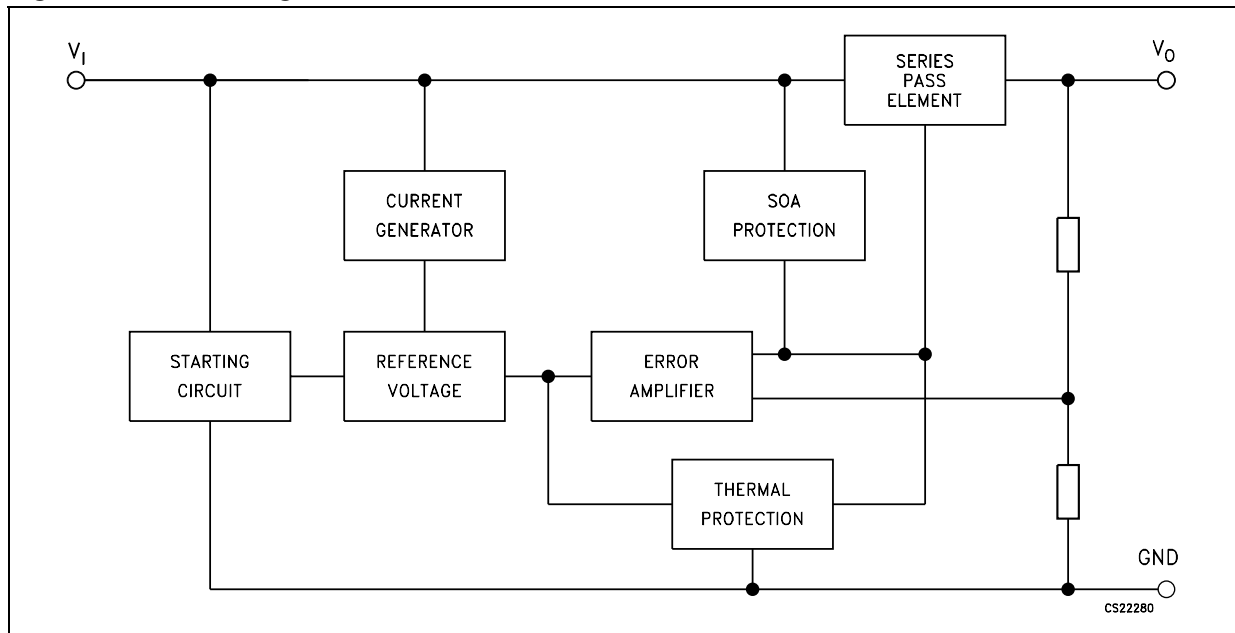 V_I
V_O
SERIES
PASS
ELEMENT
CURRENT
GENERATOR
SOA
PROTECTION
STARTING
CIRCUIT
REFERENCE
VOLTAGE
ERROR
AMPLIFIER
THERMAL
PROTECTION
GND
CS22280